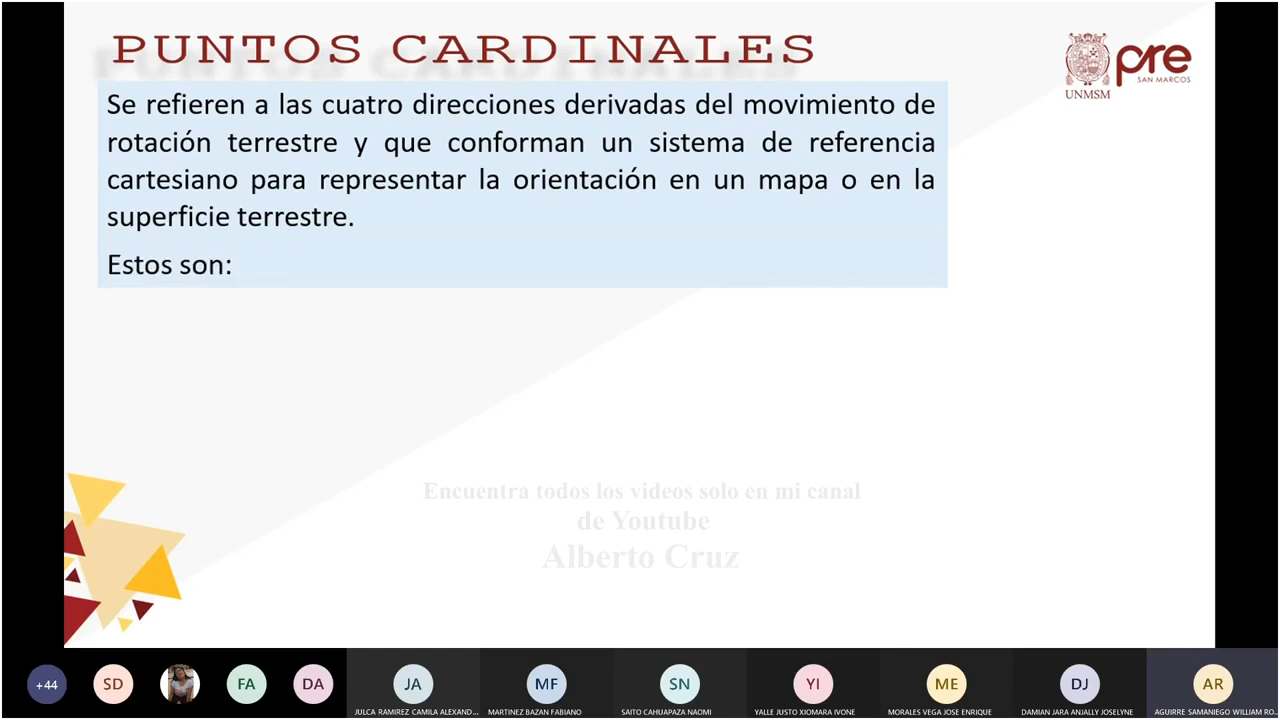 PUNTOS CARDINALES
pre
SAN MARCOS
UNMSM
Se refieren a las cuatro direcciones derivadas del movimiento de
rotación terrestre y que conforman un sistema de referencia
cartesiano para representar la orientación en un mapa o en la
superficie terrestre.
Estos son:
Encuentra todos los videos solo en mi canal
de Youtube
Alberto Cruz
+44
SD
FA
DA
JA
MF
SN
YI
ME
DJ
AR
JULCA RAMIREZ CAMILA ALEXAND...
MARTINEZ BAZAN FABIANO
SAITO CAHUAPAZA NAOMI
YALLE JUSTO XIOMARA IVONE
MORALES VEGA JOSE ENRIQUE
DAMIAN JARA ANJALLY JOSELYNE
AGUIRRE SAMANIEGO WILLIAM RO...